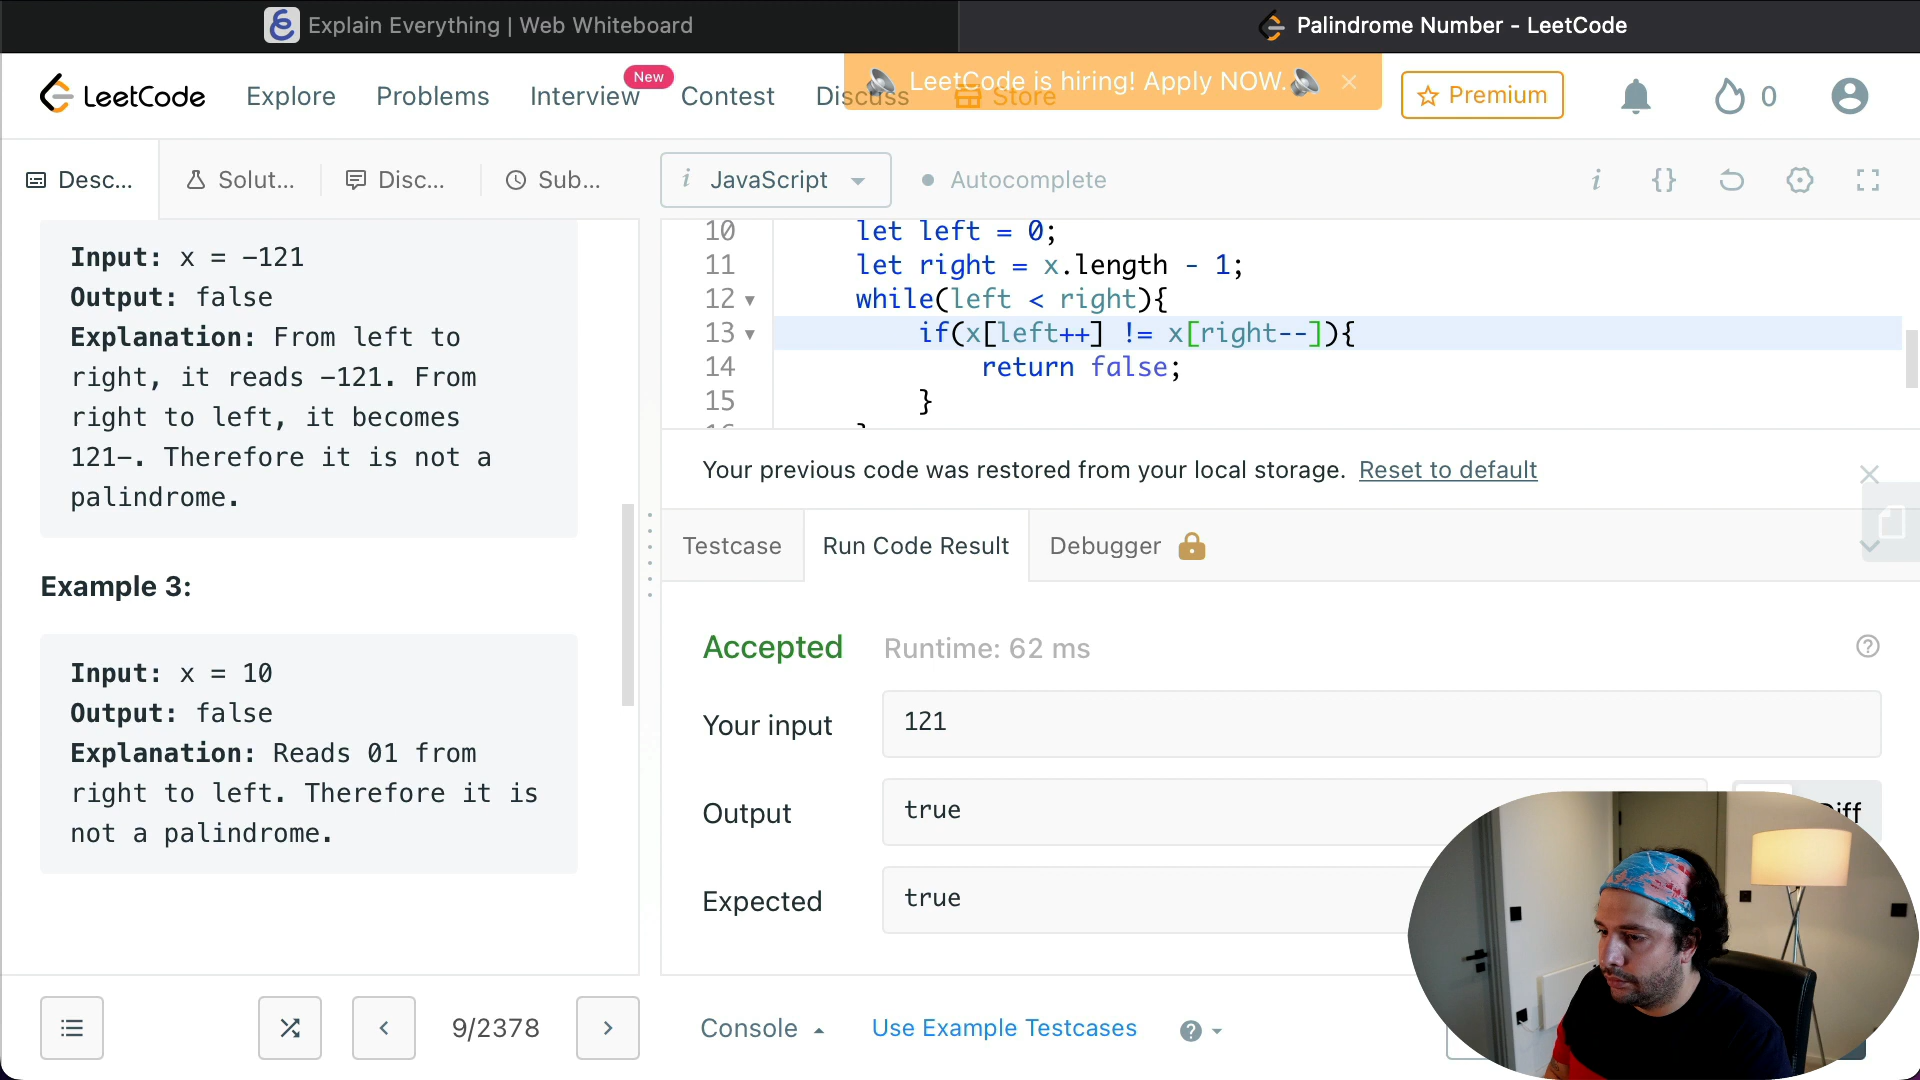 Explain Everything | Web Whiteboard
Palindrome Number - LeetCode
LeetCode
Explore
Problems
Interview
New
Contest
Discuss
Store
LeetCode is hiring! Apply NOW.
Premium
0
Desc...
Solut...
Disc...
Sub...
i JavaScript
Autocomplete
i {}
Input: x = -121
Output: false
Explanation: From left to
right, it reads -121. From
right to left, it becomes
121-. Therefore it is not a
palindrome.
Example 3:
Input: x = 10
Output: false
Explanation: Reads 01 from
right to left. Therefore it is
not a palindrome.
9/2378
10 let left = 0;
11 let right = x.length - 1;
12 while(left < right){
13 if(x[left++] != x[right--]){
14 return false;
15 }
Your previous code was restored from your local storage. Reset to default
Testcase
Run Code Result
Debugger
Accepted Runtime: 62 ms
Your input 121
Output true
Expected true
Console
Use Example Testcases